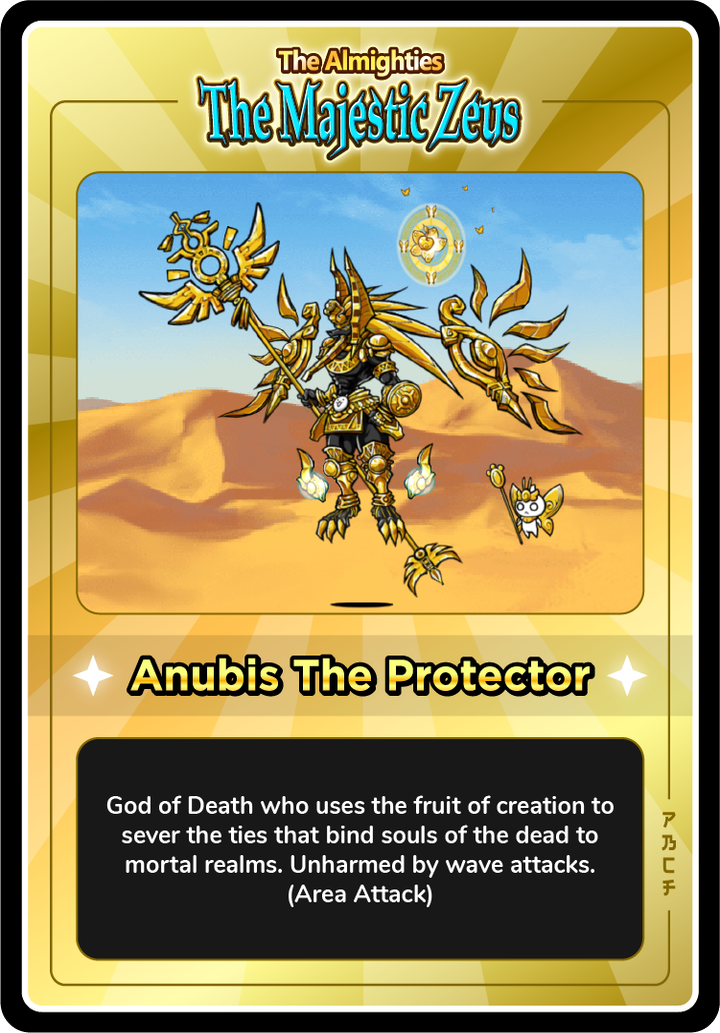 The Almighties
The Majestic Zeus
Anubis The Protector
God of Death who uses the fruit of creation to
sever the ties that bind souls of the dead to
mortal realms. Unharmed by wave attacks.
(Area Attack)
ア乃匚チ